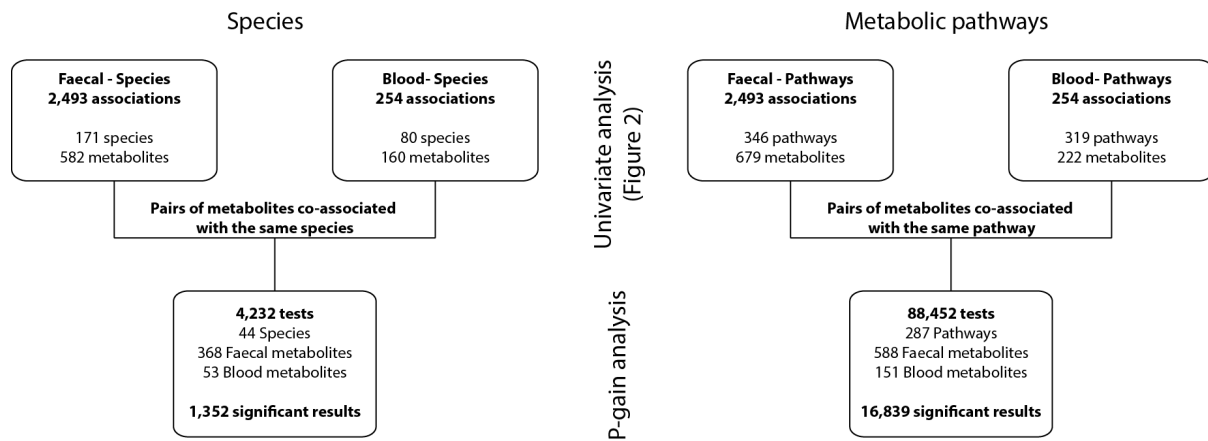 Species
Faecal - Species
2,493 associations
171 species
582 metabolites
Blood- Species
254 associations
80 species
160 metabolites
Pairs of metabolites co-associated
with the same species
4,232 tests
44 Species
368 Faecal metabolites
53 Blood metabolites
1,352 significant results
Univariate analysis
(Figure 2)
P-gain analysis
Metabolic pathways
Faecal - Pathways
2,493 associations
346 pathways
679 metabolites
Blood- Pathways
254 associations
319 pathways
222 metabolites
Pairs of metabolites co-associated
with the same pathway
88,452 tests
287 Pathways
588 Faecal metabolites
151 Blood metabolites
16,839 significant results